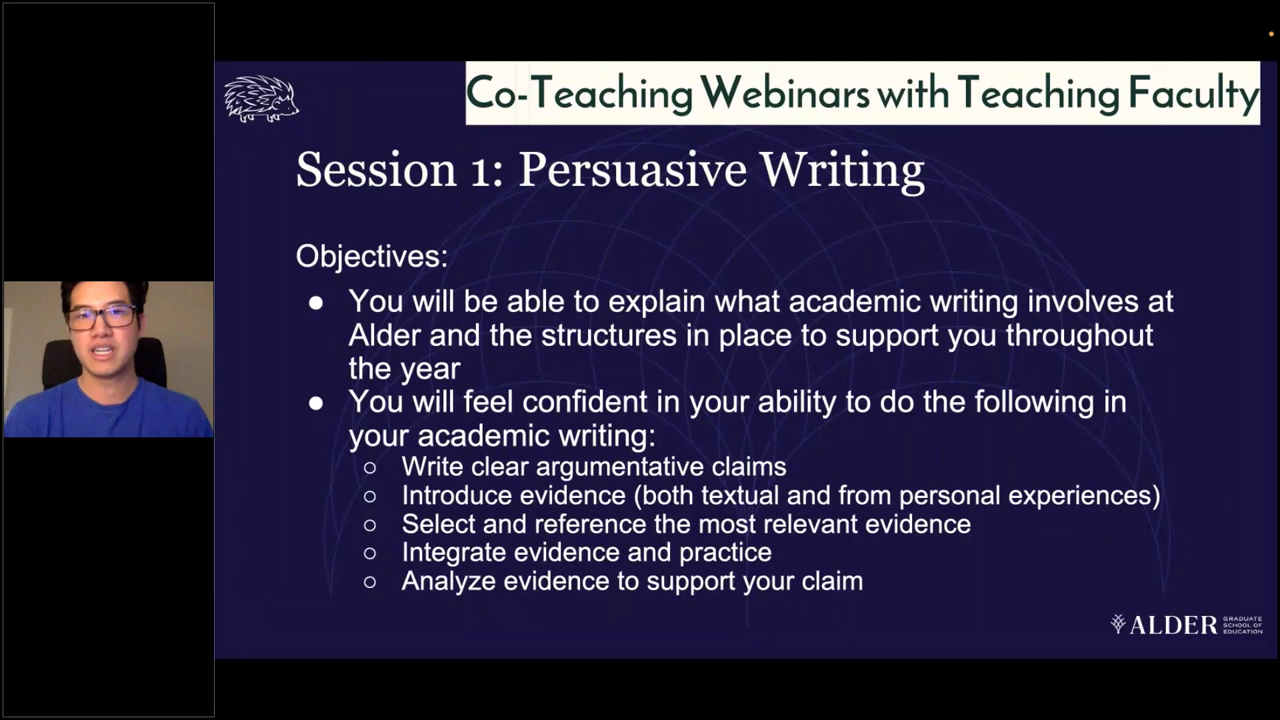 Co-Teaching Webinars with Teaching Faculty
Session 1: Persuasive Writing
Objectives:
● You will be able to explain what academic writing involves at
Alder and the structures in place to support you throughout
the year
● You will feel confident in your ability to do the following in
your academic writing:
○ Write clear argumentative claims
○ Introduce evidence (both textual and from personal experiences)
○ Select and reference the most relevant evidence
○ Integrate evidence and practice
○ Analyze evidence to support your claim
ALDER
GRADUATE
SCHOOL OF
EDUCATION